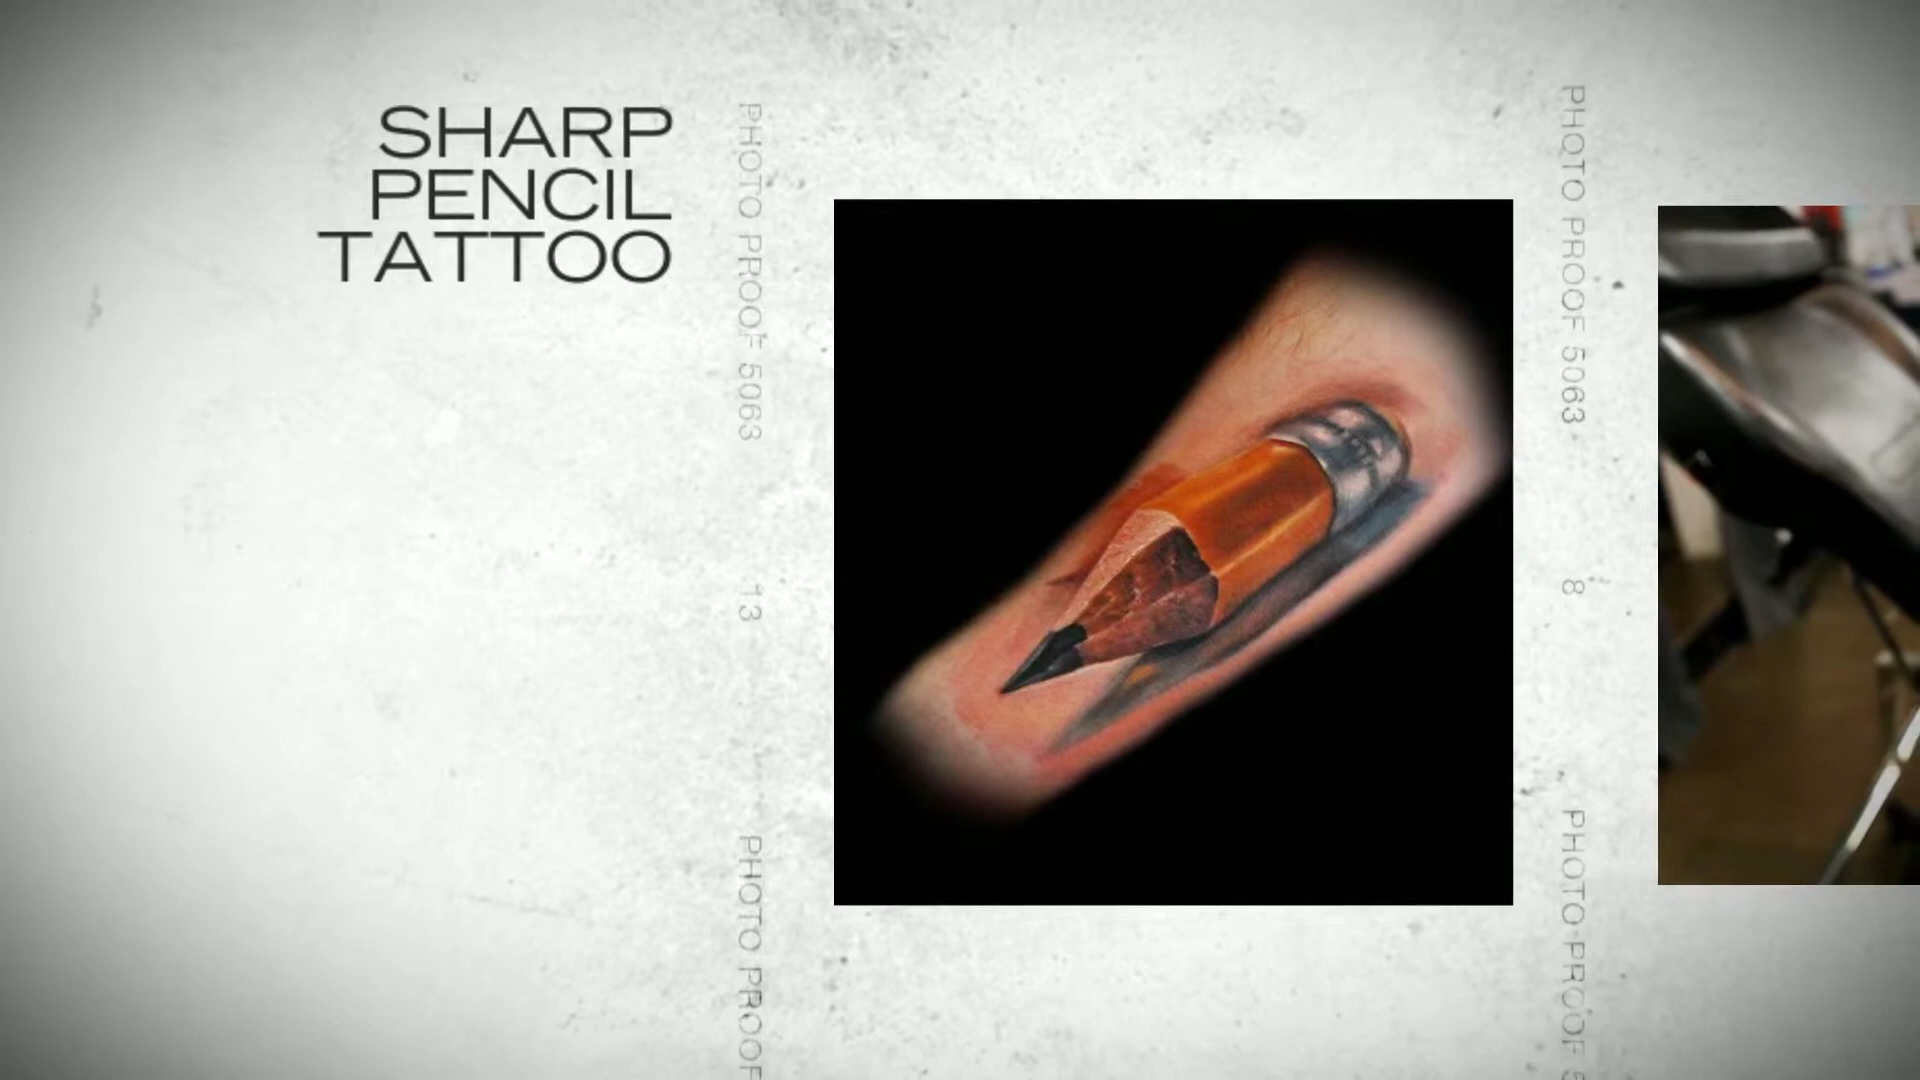 SHARP
PENCIL
TATTOO
PHOTO PROOF 5063
13
PHOTO PROOF
PHOTO PROOF 5063
8
PHOTO PROOF